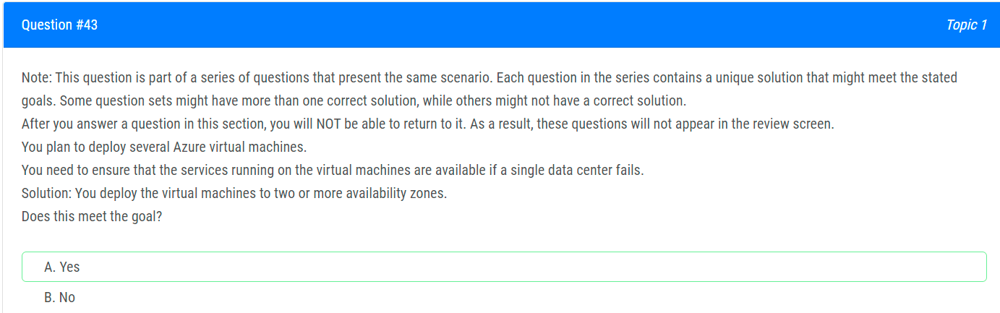 Question #43
Topic 1
Note: This question is part of a series of questions that present the same scenario. Each question in the series contains a unique solution that might meet the stated
goals. Some question sets might have more than one correct solution, while others might not have a correct solution.
After you answer a question in this section, you will NOT be able to return to it. As a result, these questions will not appear in the review screen.
You plan to deploy several Azure virtual machines.
You need to ensure that the services running on the virtual machines are available if a single data center fails.
Solution: You deploy the virtual machines to two or more availability zones.
Does this meet the goal?
A. Yes
B. No